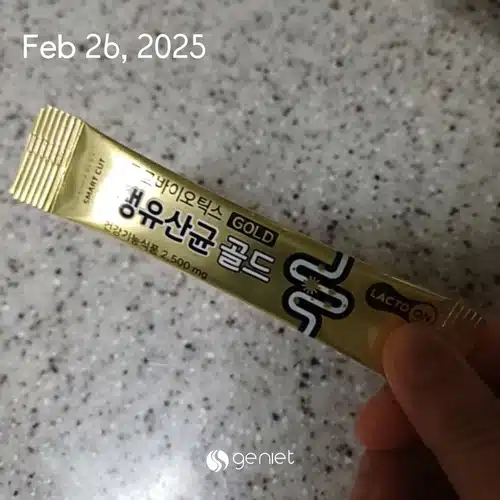 Feb 26, 2025
SMART CUT
바이오틱스 GOLD
생유산균 골드
건강기능식품 2,500 mg
LACTO ON
geniet